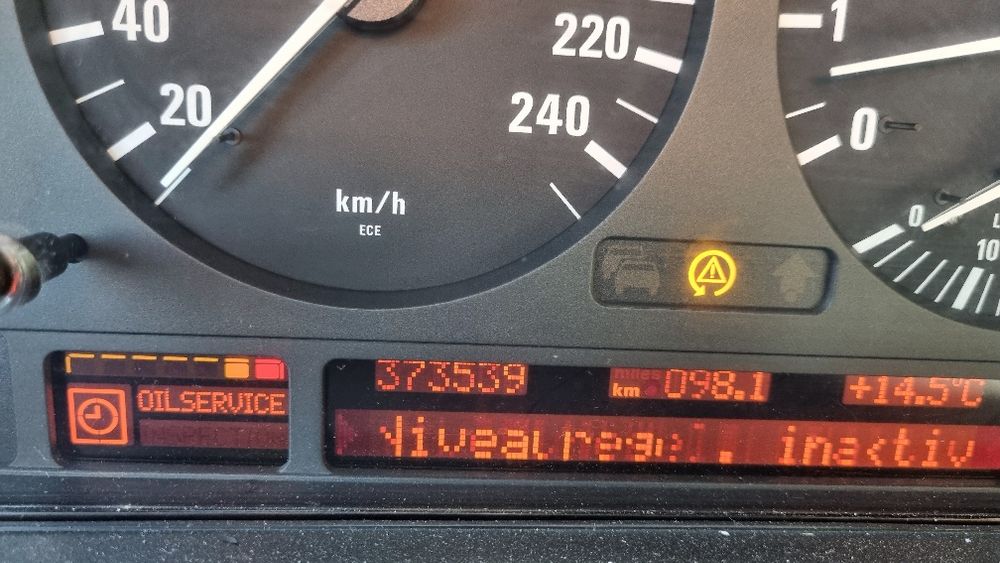 40
20
220
240
km/h
ECE
1
0
0
10
OILSERVICE
373539
miles
km 098.1
+14.5°C
Niveauregel. inaktiv